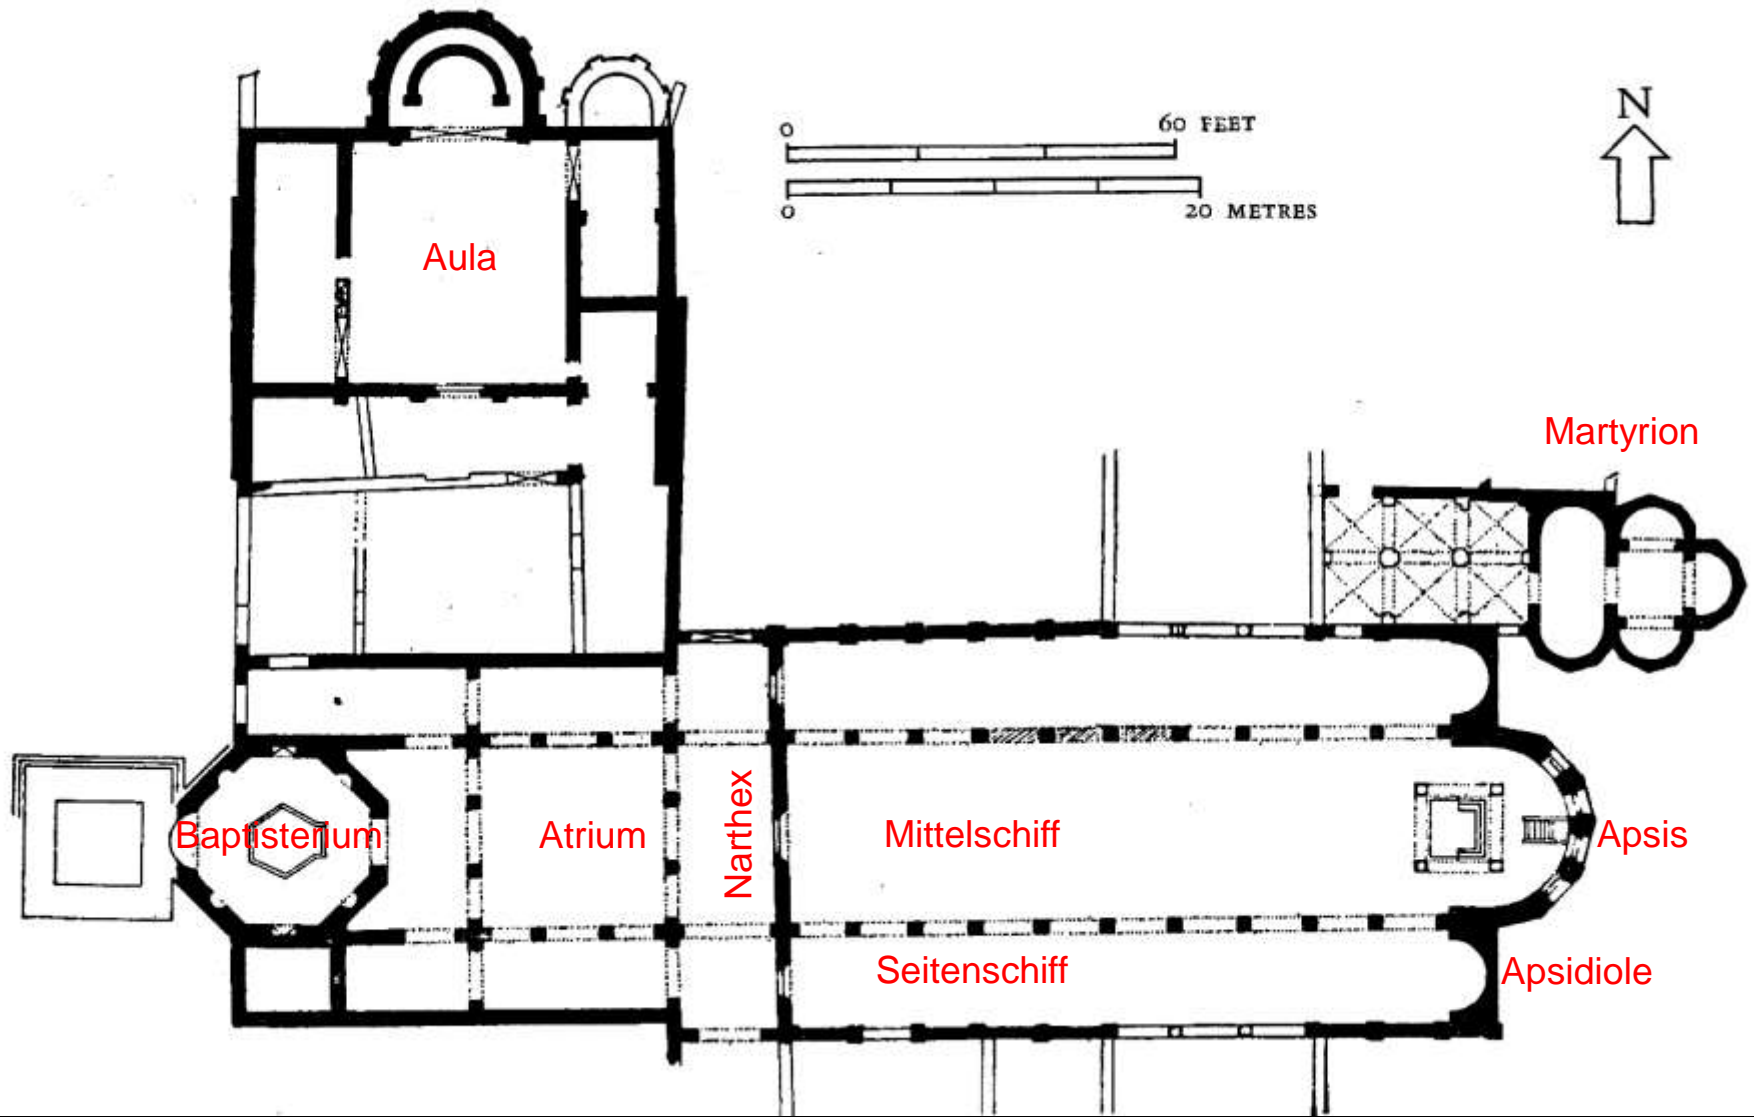 0
60 FEET
N
0
20 METRES
Aula
Martyrion
Baptisterium
Atrium
Narthex
Mittelschiff
Apsis
Seitenschiff
Apsidiole